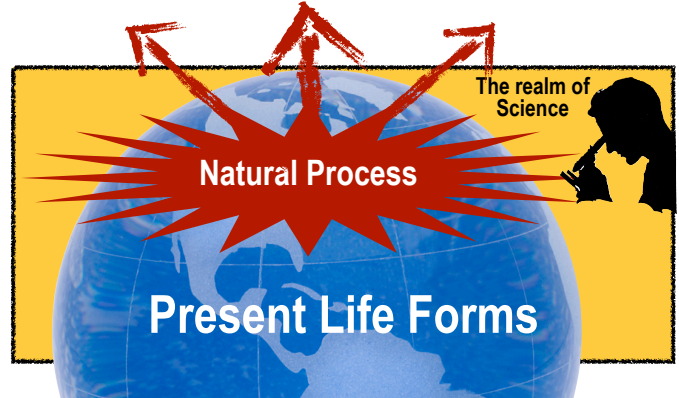 The realm of
Science
Natural Process
Present Life Forms